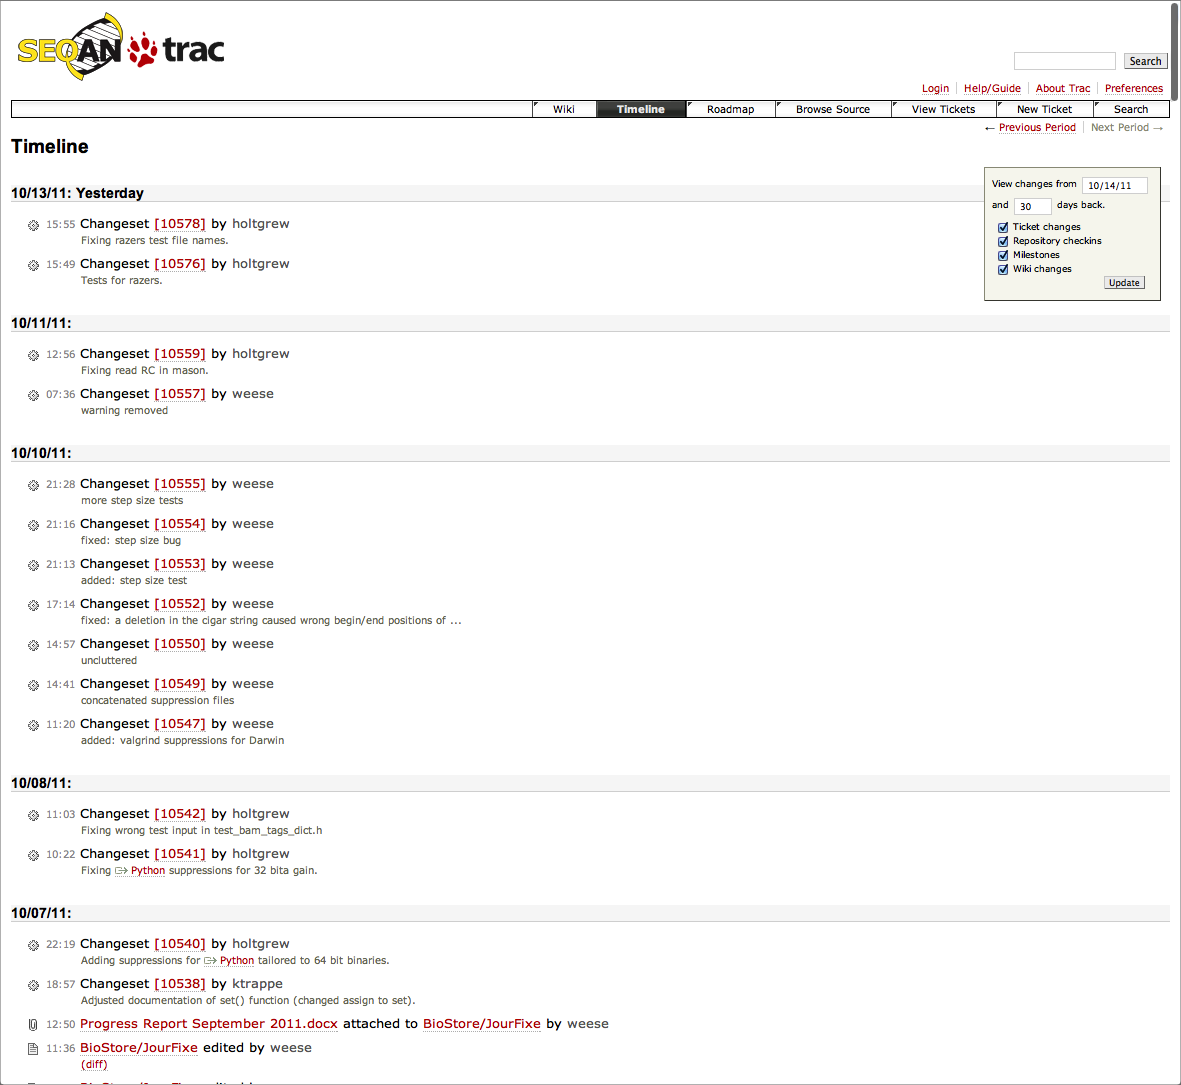 SEQAN trac
Search
Login Help/Guide About Trac Preferences
Wiki Timeline Roadmap Browse Source View Tickets New Ticket Search
← Previous Period Next Period →
Timeline
View changes from 10/14/11
and 30 days back.
Ticket changes
Repository checkins
Milestones
Wiki changes
Update
10/13/11: Yesterday
15:55 Changeset [10578] by holtgrew
Fixing razers test file names.
15:49 Changeset [10576] by holtgrew
Tests for razers.
10/11/11:
12:56 Changeset [10559] by holtgrew
Fixing read RC in mason.
07:36 Changeset [10557] by weese
warning removed
10/10/11:
21:28 Changeset [10555] by weese
more step size tests
21:16 Changeset [10554] by weese
fixed: step size bug
21:13 Changeset [10553] by weese
added: step size test
17:14 Changeset [10552] by weese
fixed: a deletion in the cigar string caused wrong begin/end positions of ...
14:57 Changeset [10550] by weese
uncluttered
14:41 Changeset [10549] by weese
concatenated suppression files
11:20 Changeset [10547] by weese
added: valgrind suppressions for Darwin
10/08/11:
11:03 Changeset [10542] by holtgrew
Fixing wrong test input in test_bam_tags_dict.h
10:22 Changeset [10541] by holtgrew
Fixing Python suppressions for 32 bita gain.
10/07/11:
22:19 Changeset [10540] by holtgrew
Adding suppressions for Python tailored to 64 bit binaries.
18:57 Changeset [10538] by ktrappe
Adjusted documentation of set() function (changed assign to set).
12:50 Progress Report September 2011.docx attached to BioStore/JourFixe by weese
11:36 BioStore/JourFixe edited by weese
(diff)